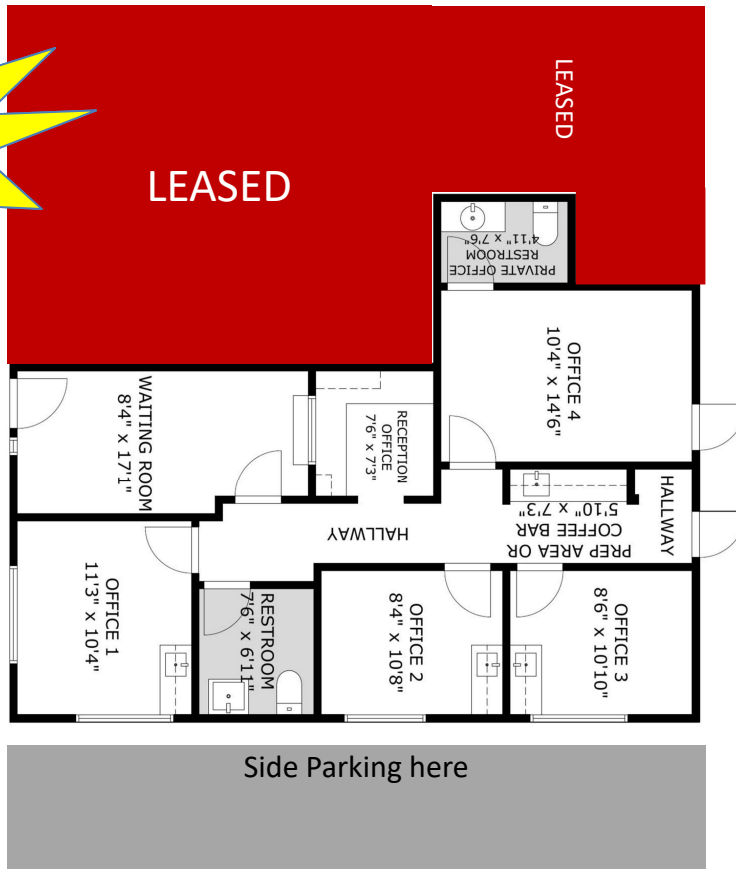 LEASED
LEASED
PRIVATE OFFICE
RESTROOM
4'11" x 7'6"
OFFICE 4
10'4" x 14'6"
WAITING ROOM
8'4" x 17'1"
RECEPTION
OFFICE
7'6" x 7'3"
HALLWAY
PREP AREA OR
COFFEE BAR
5'10" x 7'3"
HALLWAY
OFFICE 1
11'3" x 10'4"
RESTROOM
7'6" x 6'11"
OFFICE 2
8'4" x 10'8"
OFFICE 3
8'6" x 10'10"
Side Parking here